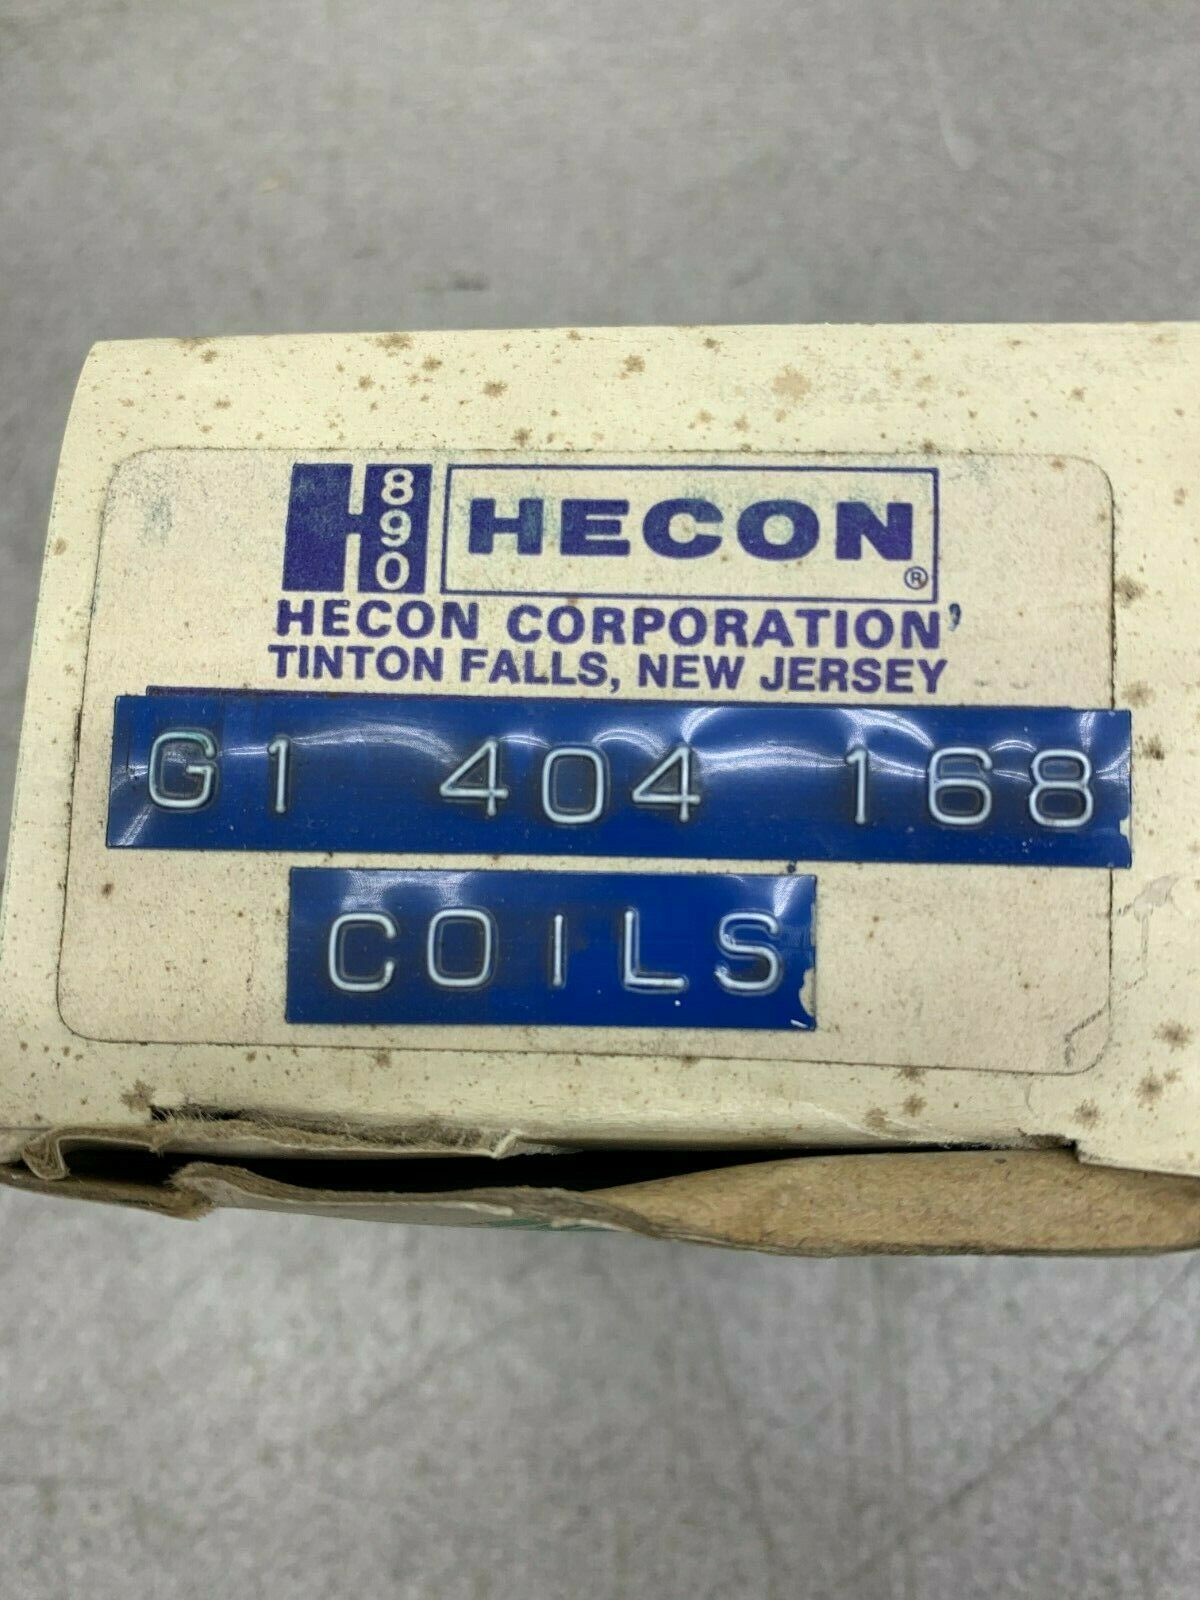 H 890 HECON®
HECON CORPORATION
TINTON FALLS, NEW JERSEY
G1 404 168
COILS